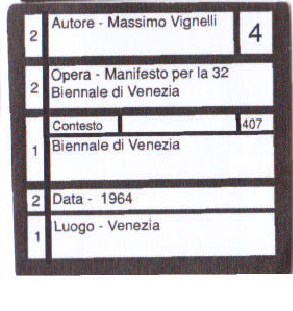 2 Autore - Massimo Vignelli 4
2 Opera - Manifesto per la 32
Biennale di Venezia
Contesto 407
1 Biennale di Venezia
2 Data - 1964
1 Luogo - Venezia